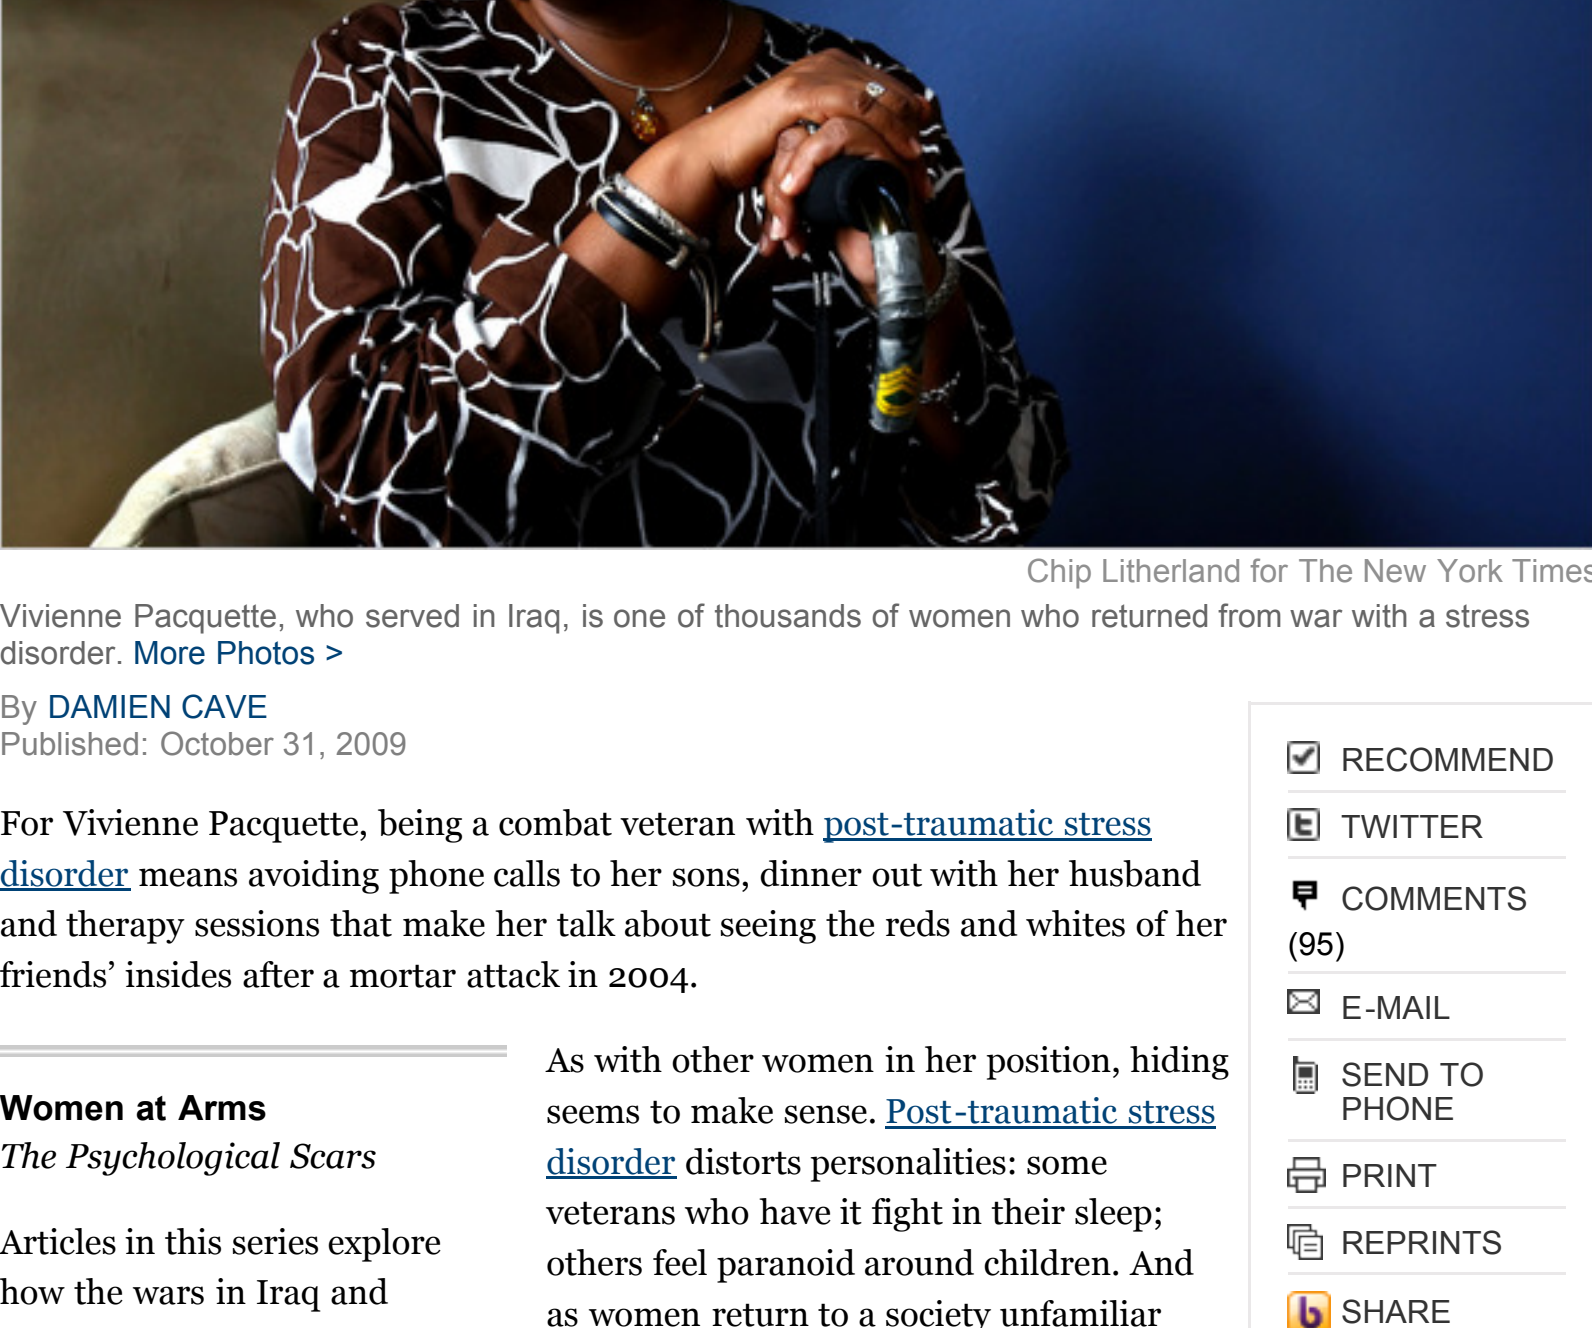 Chip Litherland for The New York Times
Vivienne Pacquette, who served in Iraq, is one of thousands of women who returned from war with a stress
disorder. More Photos >
By DAMIEN CAVE
Published: October 31, 2009
For Vivienne Pacquette, being a combat veteran with post-traumatic stress
disorder means avoiding phone calls to her sons, dinner out with her husband
and therapy sessions that make her talk about seeing the reds and whites of her
friends’ insides after a mortar attack in 2004.
Women at Arms
The Psychological Scars
Articles in this series explore
how the wars in Iraq and
As with other women in her position, hiding
seems to make sense. Post-traumatic stress
disorder distorts personalities: some
veterans who have it fight in their sleep;
others feel paranoid around children. And
as women return to a society unfamiliar
RECOMMEND
TWITTER
COMMENTS
(95)
E-MAIL
SEND TO
PHONE
PRINT
REPRINTS
SHARE